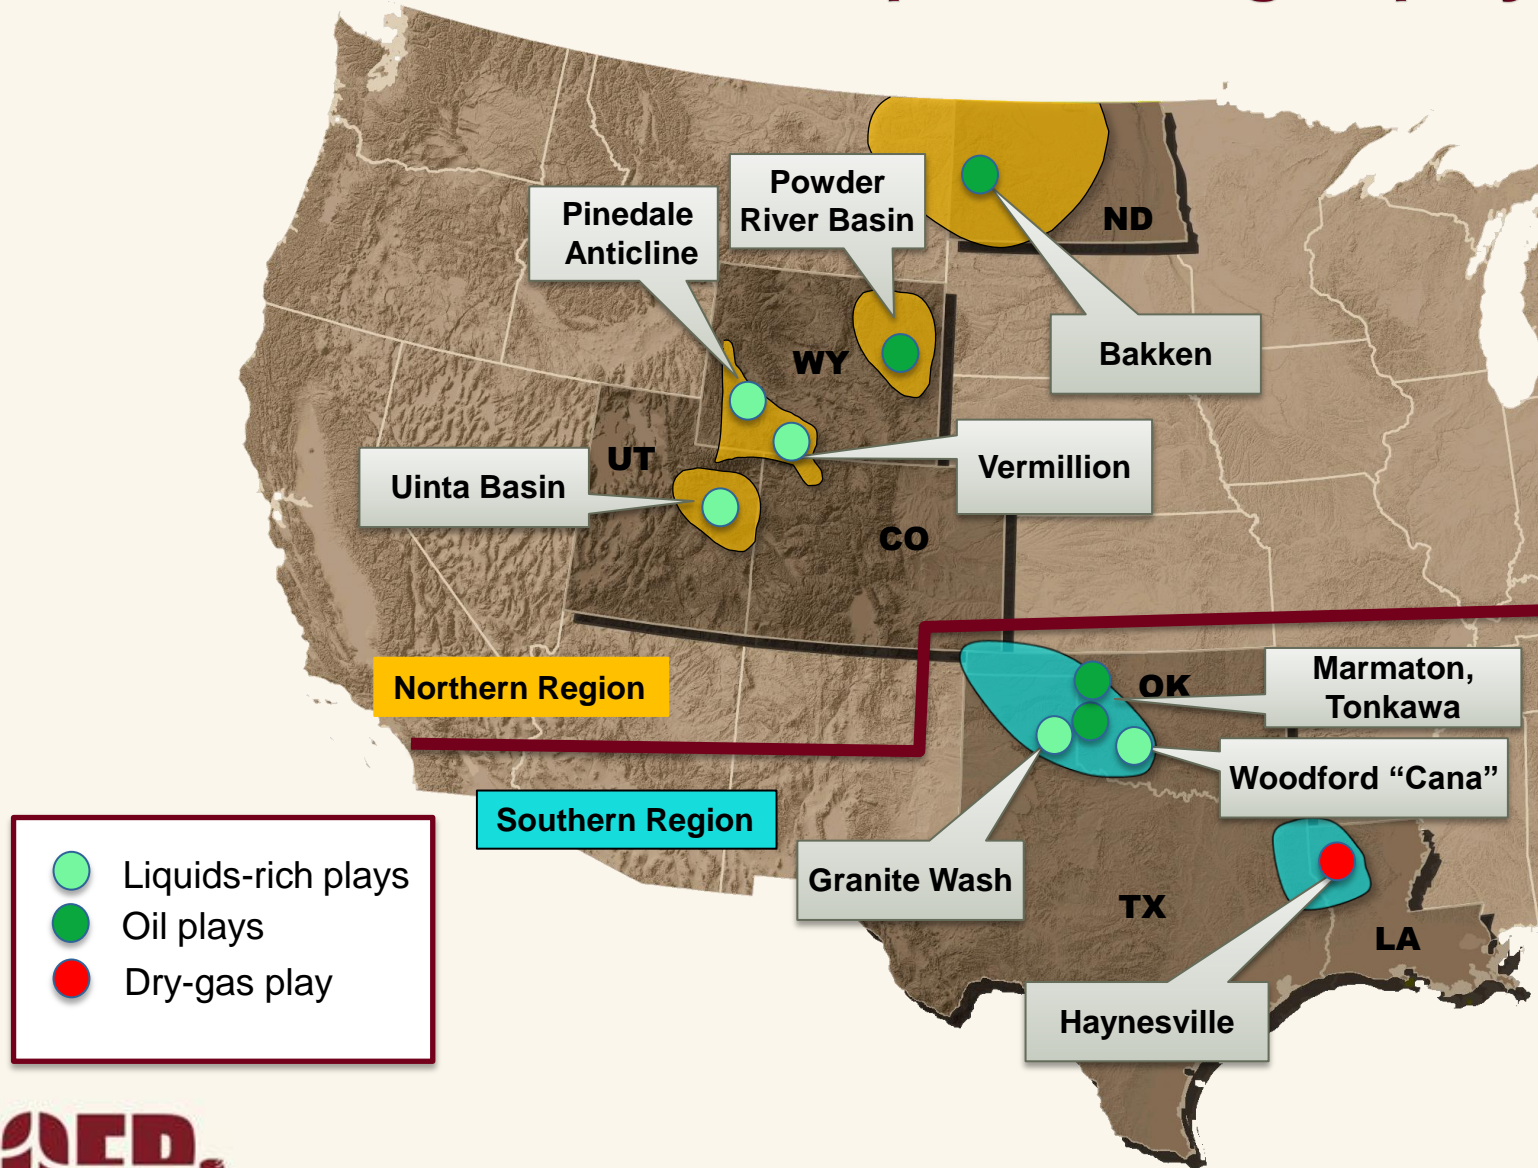 Powder
River Basin
Pinedale
Anticline
ND
Bakken
WY
UT
Uinta Basin
Vermillion
CO
Northern Region
Marmaton,
Tonkawa
OK
Woodford “Cana”
Southern Region
Granite Wash
TX
LA
Haynesville
Liquids-rich plays
Oil plays
Dry-gas play